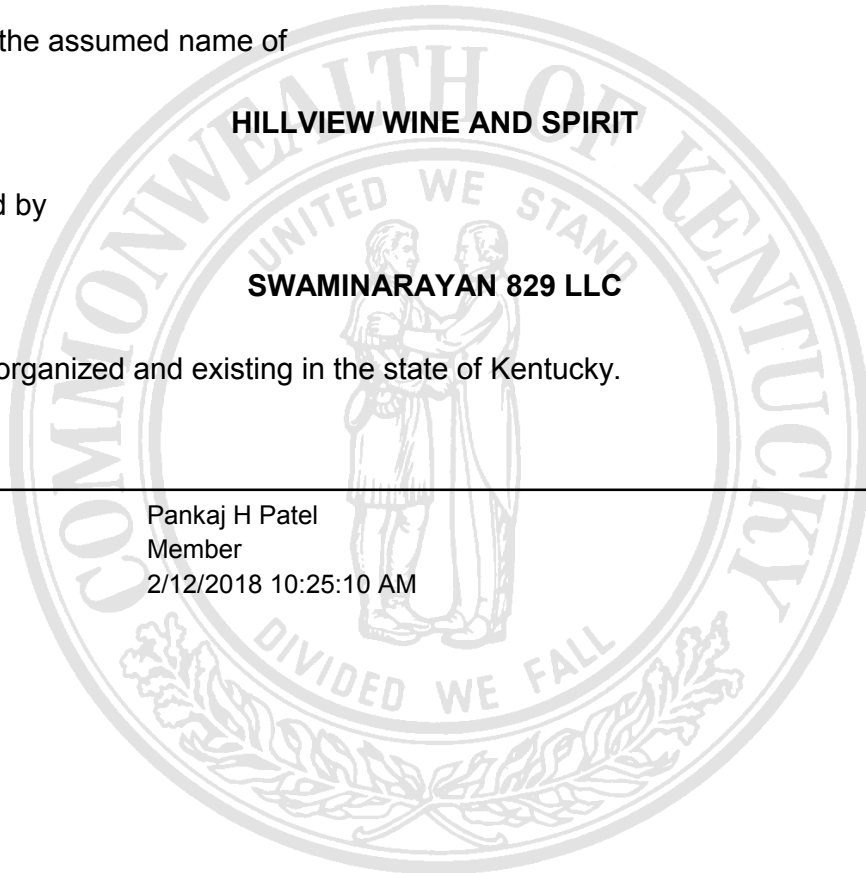 the assumed name of
HILLVIEW WINE AND SPIRIT
d by
SWAMINARAYAN 829 LLC
organized and existing in the state of Kentucky.
Pankaj H Patel
Member
2/12/2018 10:25:10 AM
COMMONWEALTH OF KENTUCKY
UNITED WE STAND
DIVIDED WE FALL